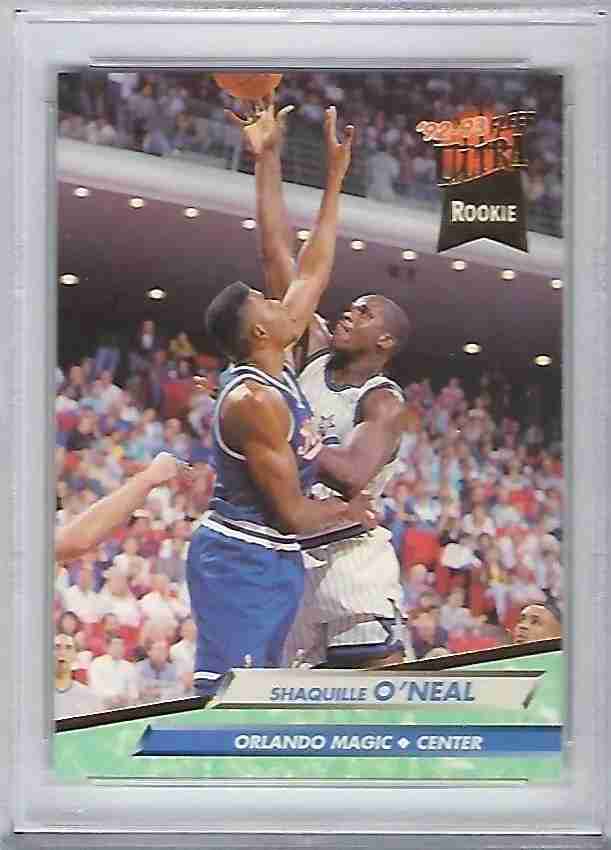 '92-93 FLEER
ULTRA
ROOKIE
SHAQUILLE O'NEAL
ORLANDO MAGIC ◆ CENTER